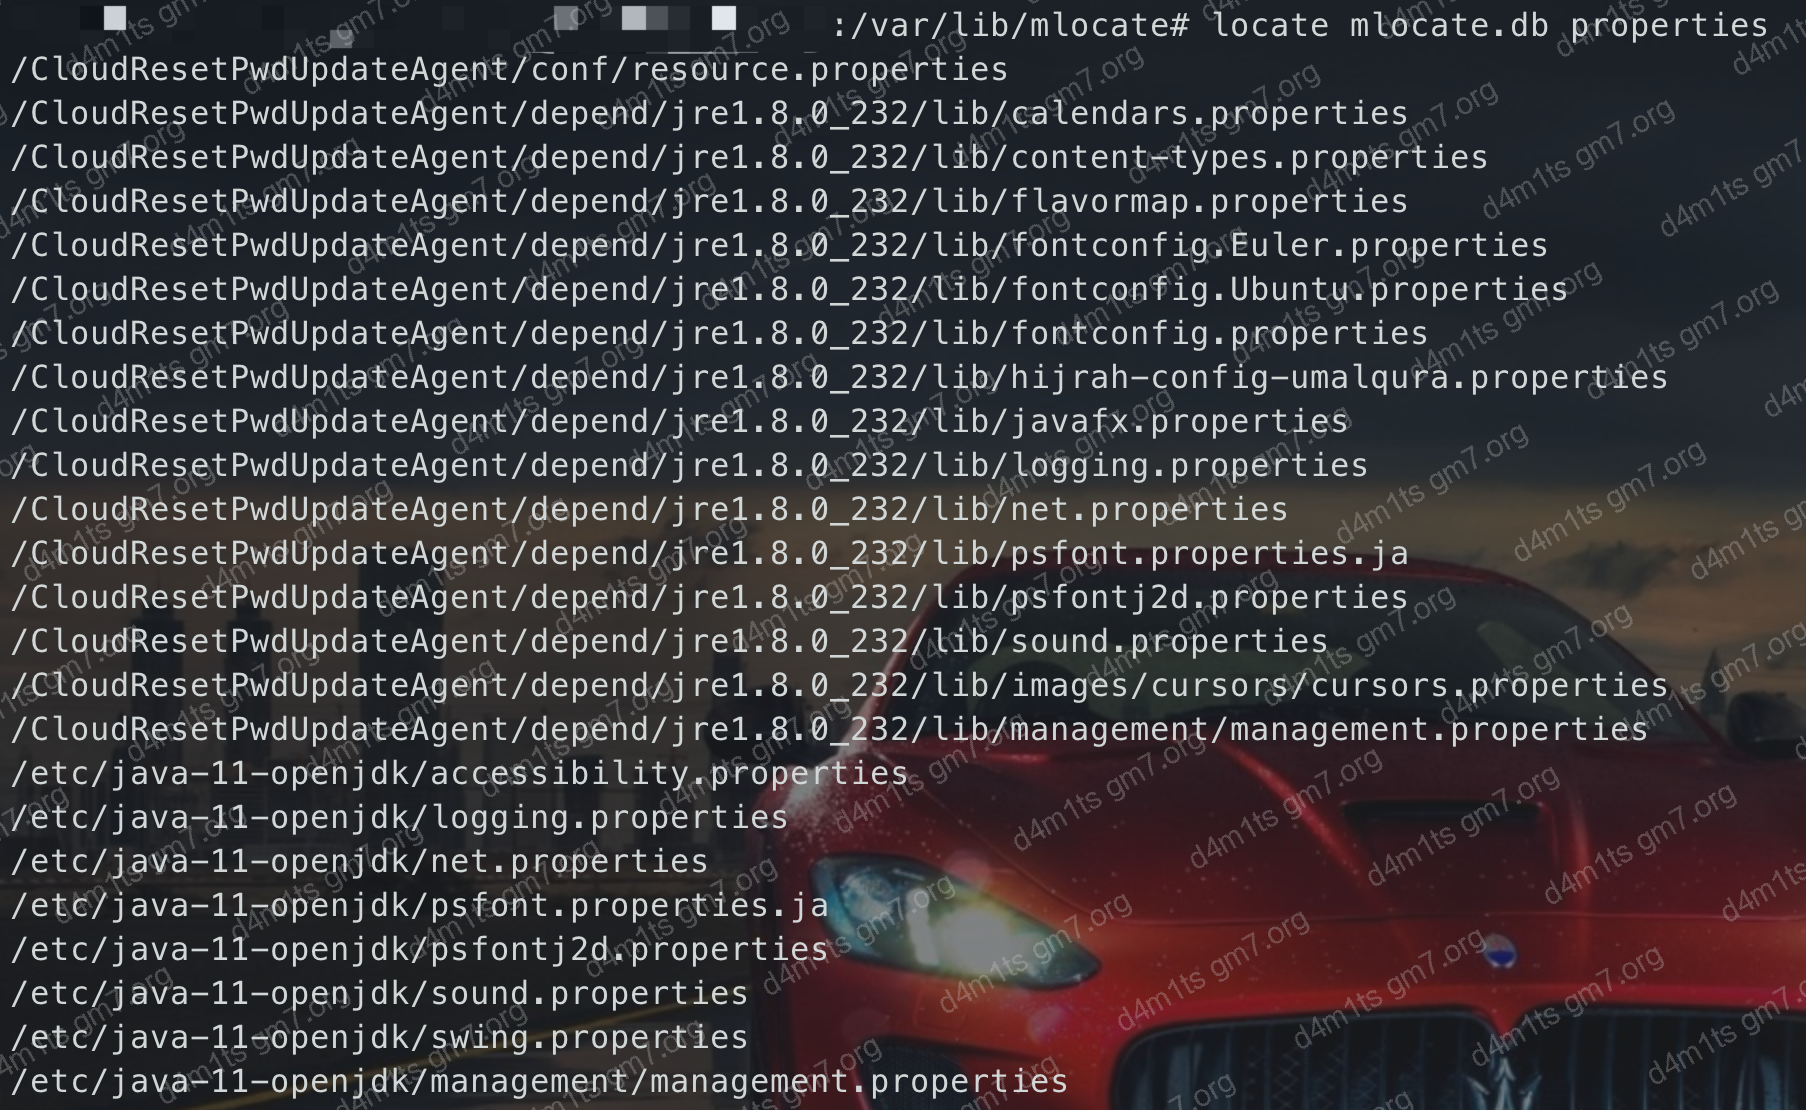 :/var/lib/mlocate# locate mlocate.db properties
/CloudResetPwdUpdateAgent/conf/resource.properties
/CloudResetPwdUpdateAgent/depend/jre1.8.0_232/lib/calendars.properties
/CloudResetPwdUpdateAgent/depend/jre1.8.0_232/lib/content-types.properties
/CloudResetPwdUpdateAgent/depend/jre1.8.0_232/lib/flavormap.properties
/CloudResetPwdUpdateAgent/depend/jre1.8.0_232/lib/fontconfig.Euler.properties
/CloudResetPwdUpdateAgent/depend/jre1.8.0_232/lib/fontconfig.Ubuntu.properties
/CloudResetPwdUpdateAgent/depend/jre1.8.0_232/lib/fontconfig.properties
/CloudResetPwdUpdateAgent/depend/jre1.8.0_232/lib/hijrah-config-umalqura.properties
/CloudResetPwdUpdateAgent/depend/jre1.8.0_232/lib/javafx.properties
/CloudResetPwdUpdateAgent/depend/jre1.8.0_232/lib/logging.properties
/CloudResetPwdUpdateAgent/depend/jre1.8.0_232/lib/net.properties
/CloudResetPwdUpdateAgent/depend/jre1.8.0_232/lib/psfont.properties.ja
/CloudResetPwdUpdateAgent/depend/jre1.8.0_232/lib/psfontj2d.properties
/CloudResetPwdUpdateAgent/depend/jre1.8.0_232/lib/sound.properties
/CloudResetPwdUpdateAgent/depend/jre1.8.0_232/lib/images/cursors/cursors.properties
/CloudResetPwdUpdateAgent/depend/jre1.8.0_232/lib/management/management.properties
/etc/java-11-openjdk/accessibility.properties
/etc/java-11-openjdk/logging.properties
/etc/java-11-openjdk/net.properties
/etc/java-11-openjdk/psfont.properties.ja
/etc/java-11-openjdk/psfontj2d.properties
/etc/java-11-openjdk/sound.properties
/etc/java-11-openjdk/swing.properties
/etc/java-11-openjdk/management/management.properties
d4m1ts gm7.org